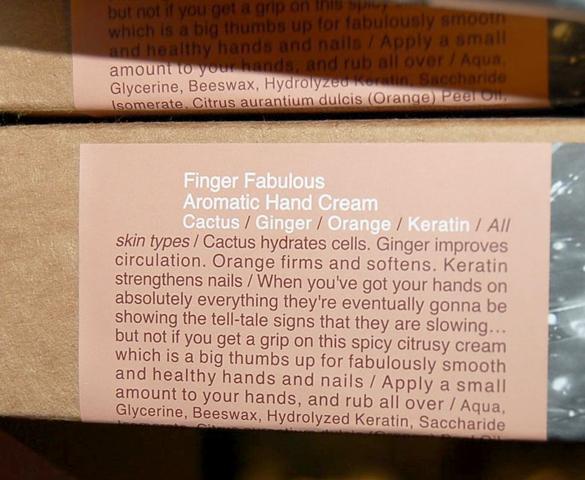 but not if you get a grip on this spicy
which is a big thumbs up for fabulously smooth
and healthy hands and nails / Apply a small
amount to your hands, and rub all over / Aqua,
Glycerine, Beeswax, Hydrolyzed Keratin, Saccharide
Isomerate, Citrus aurantium dulcis (Orange) Peel Oil,
Finger Fabulous
Aromatic Hand Cream
Cactus / Ginger / Orange / Keratin / All
skin types / Cactus hydrates cells. Ginger improves
circulation. Orange firms and softens. Keratin
strengthens nails / When you've got your hands on
absolutely everything they're eventually gonna be
showing the tell-tale signs that they are slowing...
but not if you get a grip on this spicy citrusy cream
which is a big thumbs up for fabulously smooth
and healthy hands and nails / Apply a small
amount to your hands, and rub all over / Aqua,
Glycerine, Beeswax, Hydrolyzed Keratin, Saccharide